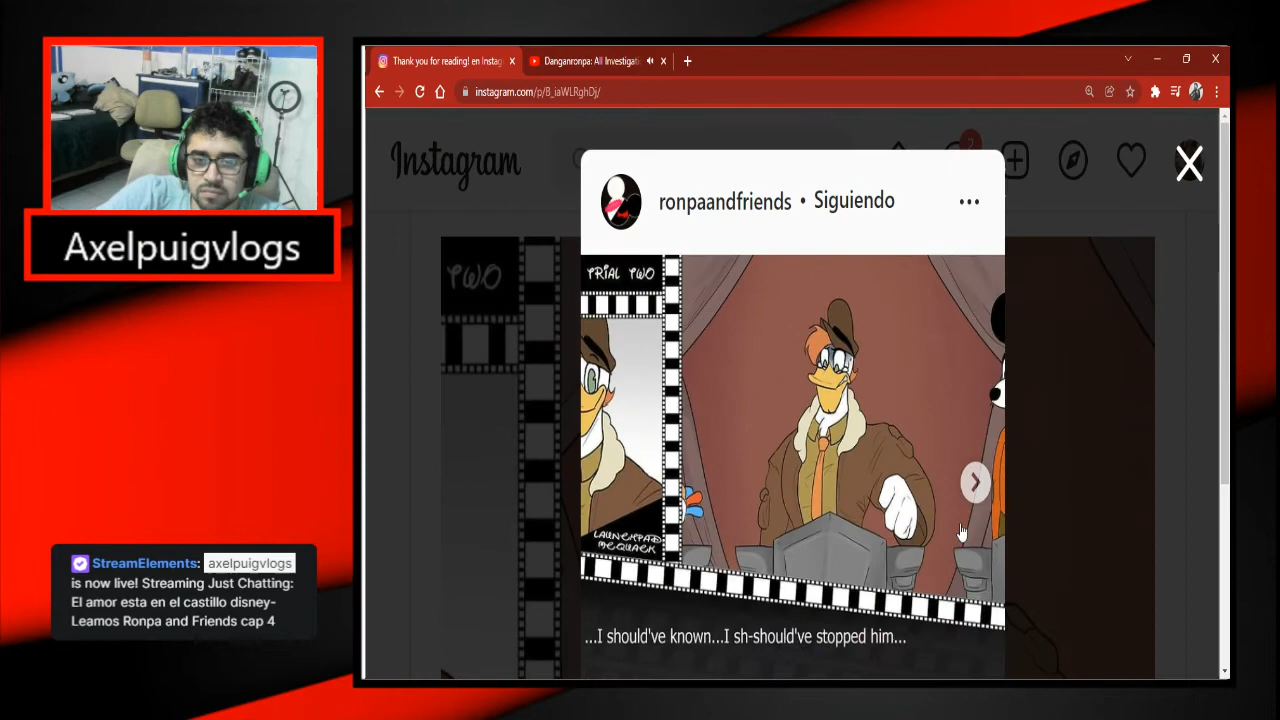 Axelpuigvlogs
StreamElements: axelpuigvlogs
is now live! Streaming Just Chatting:
El amor esta en el castillo disney-
Leamos Ronpa and Friends cap 4
Thank you for reading! en Instag
Danganronpa: All Investigati
instagram.com/p/B_iaWLRghDj/
Instagram
2
ronpaandfriends • Siguiendo
TWO
TRIAL TWO
LAUNCHPAD
MCQUACK
...I should've known...I sh-should've stopped him...